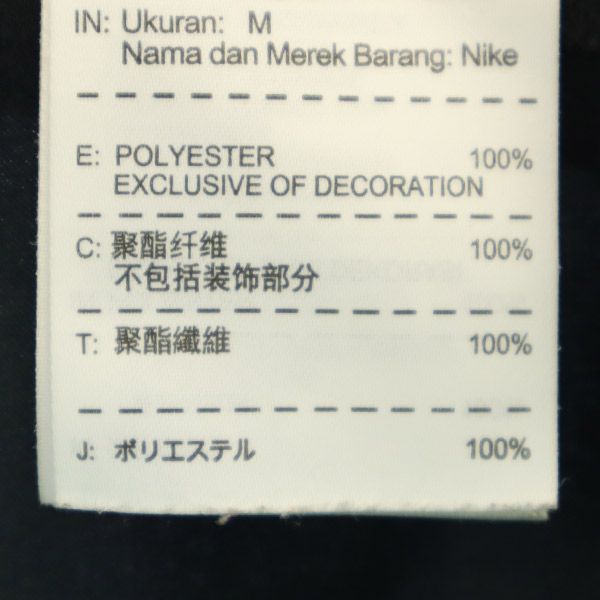 IN: Ukuran: M
Nama dan Merek Barang: Nike
E: POLYESTER 100%
EXCLUSIVE OF DECORATION
C: 聚酯纤维 100%
不包括装饰部分
T: 聚酯纖維 100%
J: ポリエステル 100%